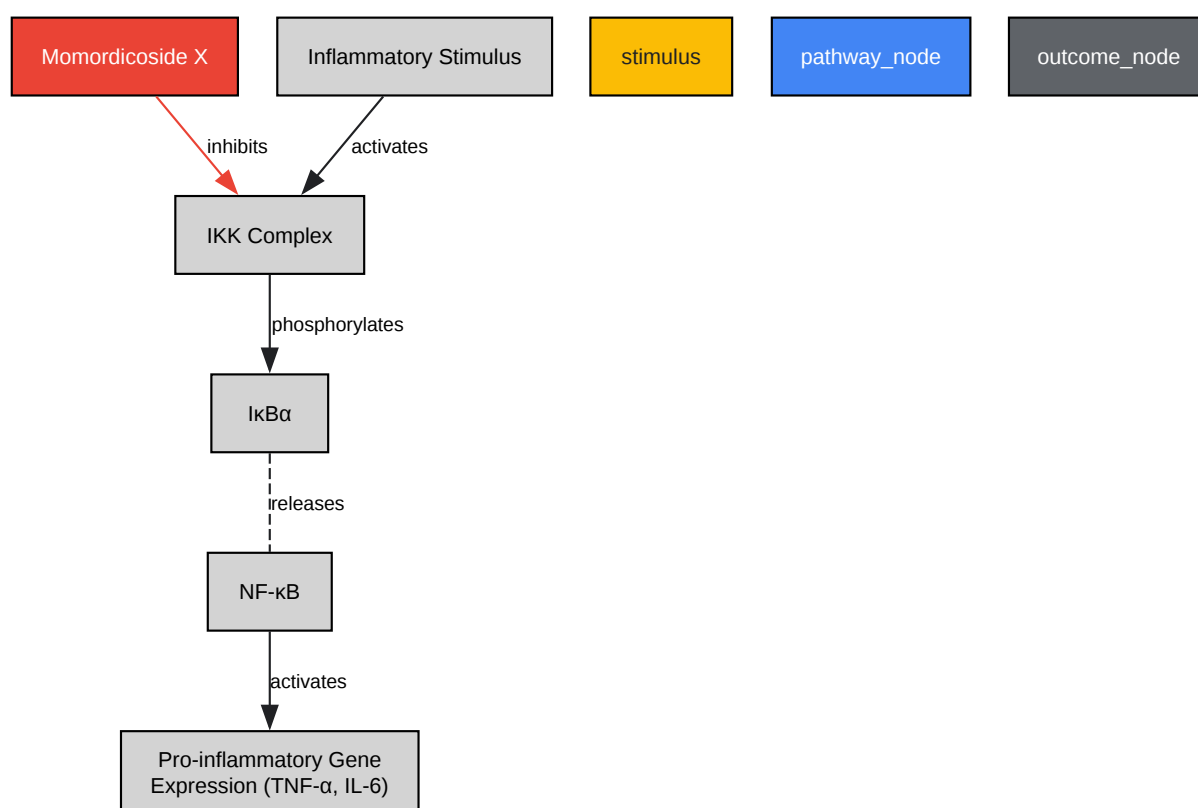 Momordicoside X
Inflammatory Stimulus
stimulus
pathway_node
outcome_node
inhibits
activates
IKK Complex
phosphorylates
IκBα
releases
NF-κB
activates
Pro-inflammatory Gene
Expression (TNF-α, IL-6)